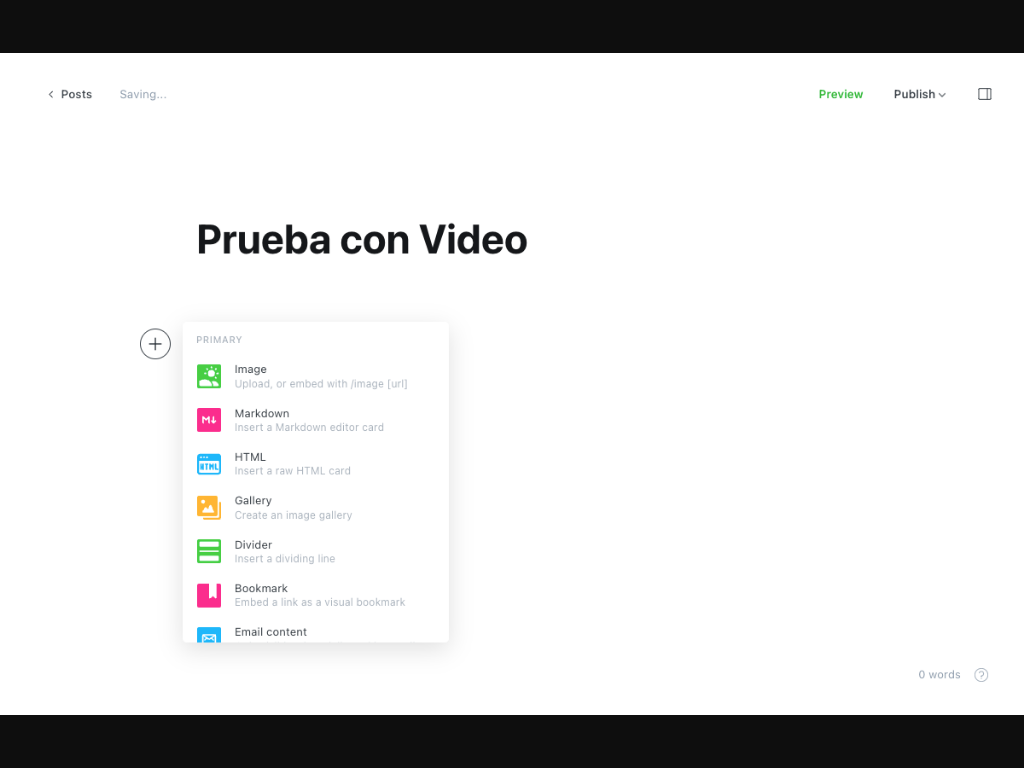 Posts
Saving...
Preview
Publish
Prueba con Video
PRIMARY
Image
Upload, or embed with /image [url]
M
Markdown
Insert a Markdown editor card
HTML
HTML
Insert a raw HTML card
Gallery
Create an image gallery
Divider
Insert a dividing line
Bookmark
Embed a link as a visual bookmark
Email content
0 words
?